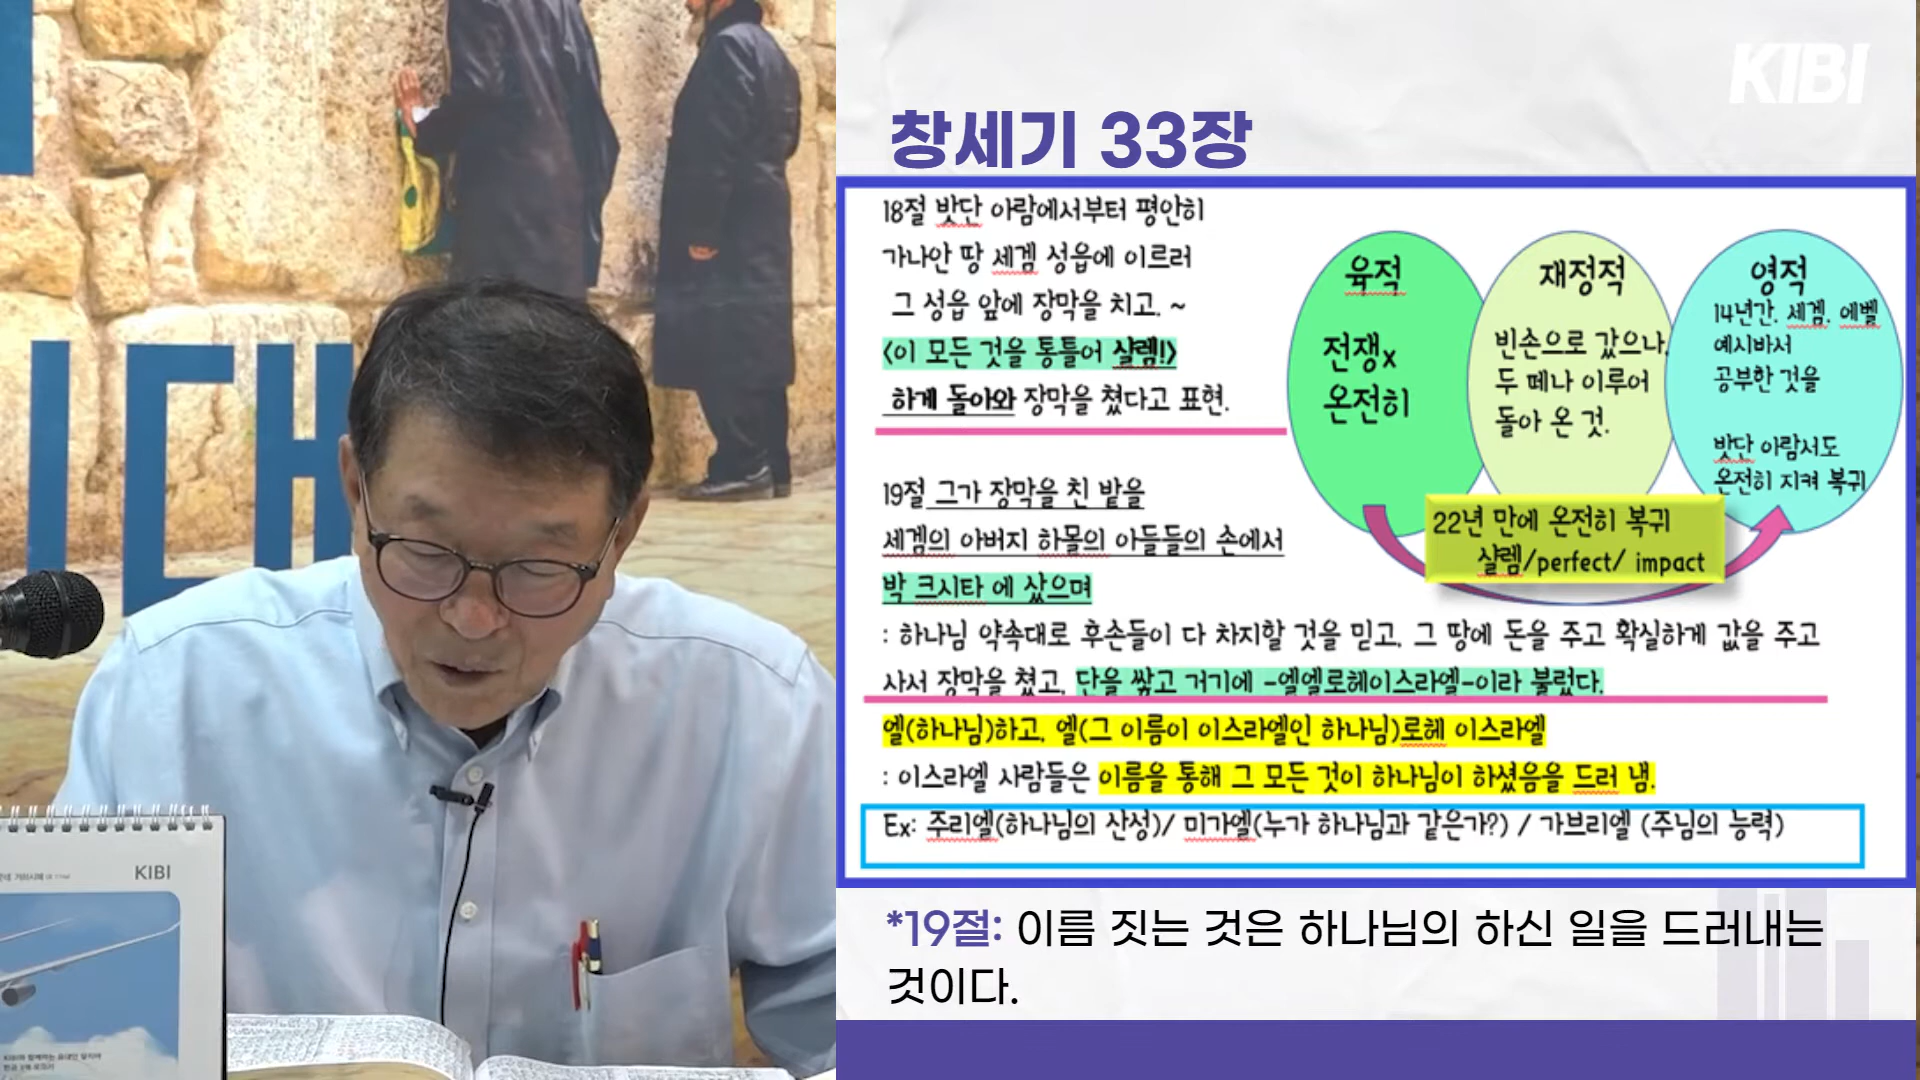 KIBI
창세기 33장
18절 밧단 아람에서부터 평안히
가나안 땅 세겜 성읍에 이르러
그 성읍 앞에 장막을 치고. ~
<이 모든 것을 통틀어 샬렘!>
하게 돌아와 장막을 쳤다고 표현.
육적
전쟁x
온전히
재정적
빈손으로 갔으나,
두 떼나 이루어
돌아 온 것.
영적
14년간. 세겜. 에벨
예시바서
공부한 것을
밧단 아람서도
온전히 지켜 복귀
22년 만에 온전히 복귀
샬렘/perfect/ impact
19절 그가 장막을 친 밭을
세겜의 아버지 하몰의 아들들의 손에서
박 크시타 에 샀으며
: 하나님 약속대로 후손들이 다 차지할 것을 믿고. 그 땅에 돈을 주고 확실하게 값을 주고
사서 장막을 쳤고, 단을 쌓고 거기에 -엘엘로헤이스라엘-이라 불렀다.
엘(하나님)하고, 엘(그 이름이 이스라엘인 하나님)로헤 이스라엘
: 이스라엘 사람들은 이름을 통해 그 모든 것이 하나님이 하셨음을 드러 냄.
Ex: 주리엘(하나님의 산성)/ 미가엘(누가 하나님과 같은가?) / 가브리엘 (주님의 능력)
*19절: 이름 짓는 것은 하나님의 하신 일을 드러내는
것이다.
시대
KIBI